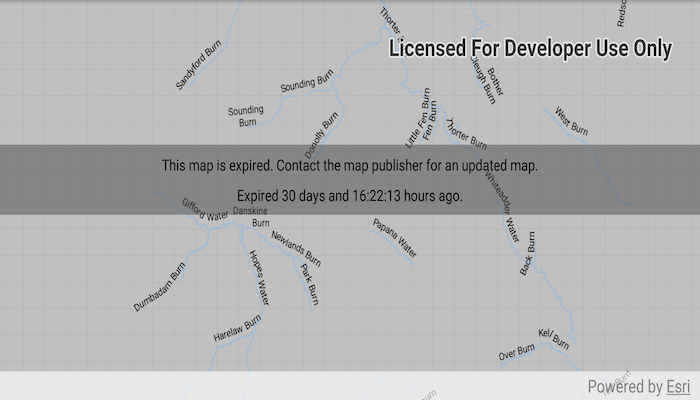 Thorter
Redsc
Licensed For Developer Use Only
Sandyford Burn
Sounding Burn
Bother
Cleugh Burn
Sounding
Burn
Little Fen Burn
Fen Burn
West Burn
Donolly Burn
Thorter Burn
This map is expired. Contact the map publisher for an updated map.
Expired 30 days and 16:22:13 hours ago.
Whiteadder Water
Gifford Water
Danskine
Burn
Papana Water
Newlands Burn
Back Burn
Hopes Water
Park Burn
Dumbadam Burn
Harelaw Burn
Kel/ Burn
Over Burn
Burn
Powered by Esri